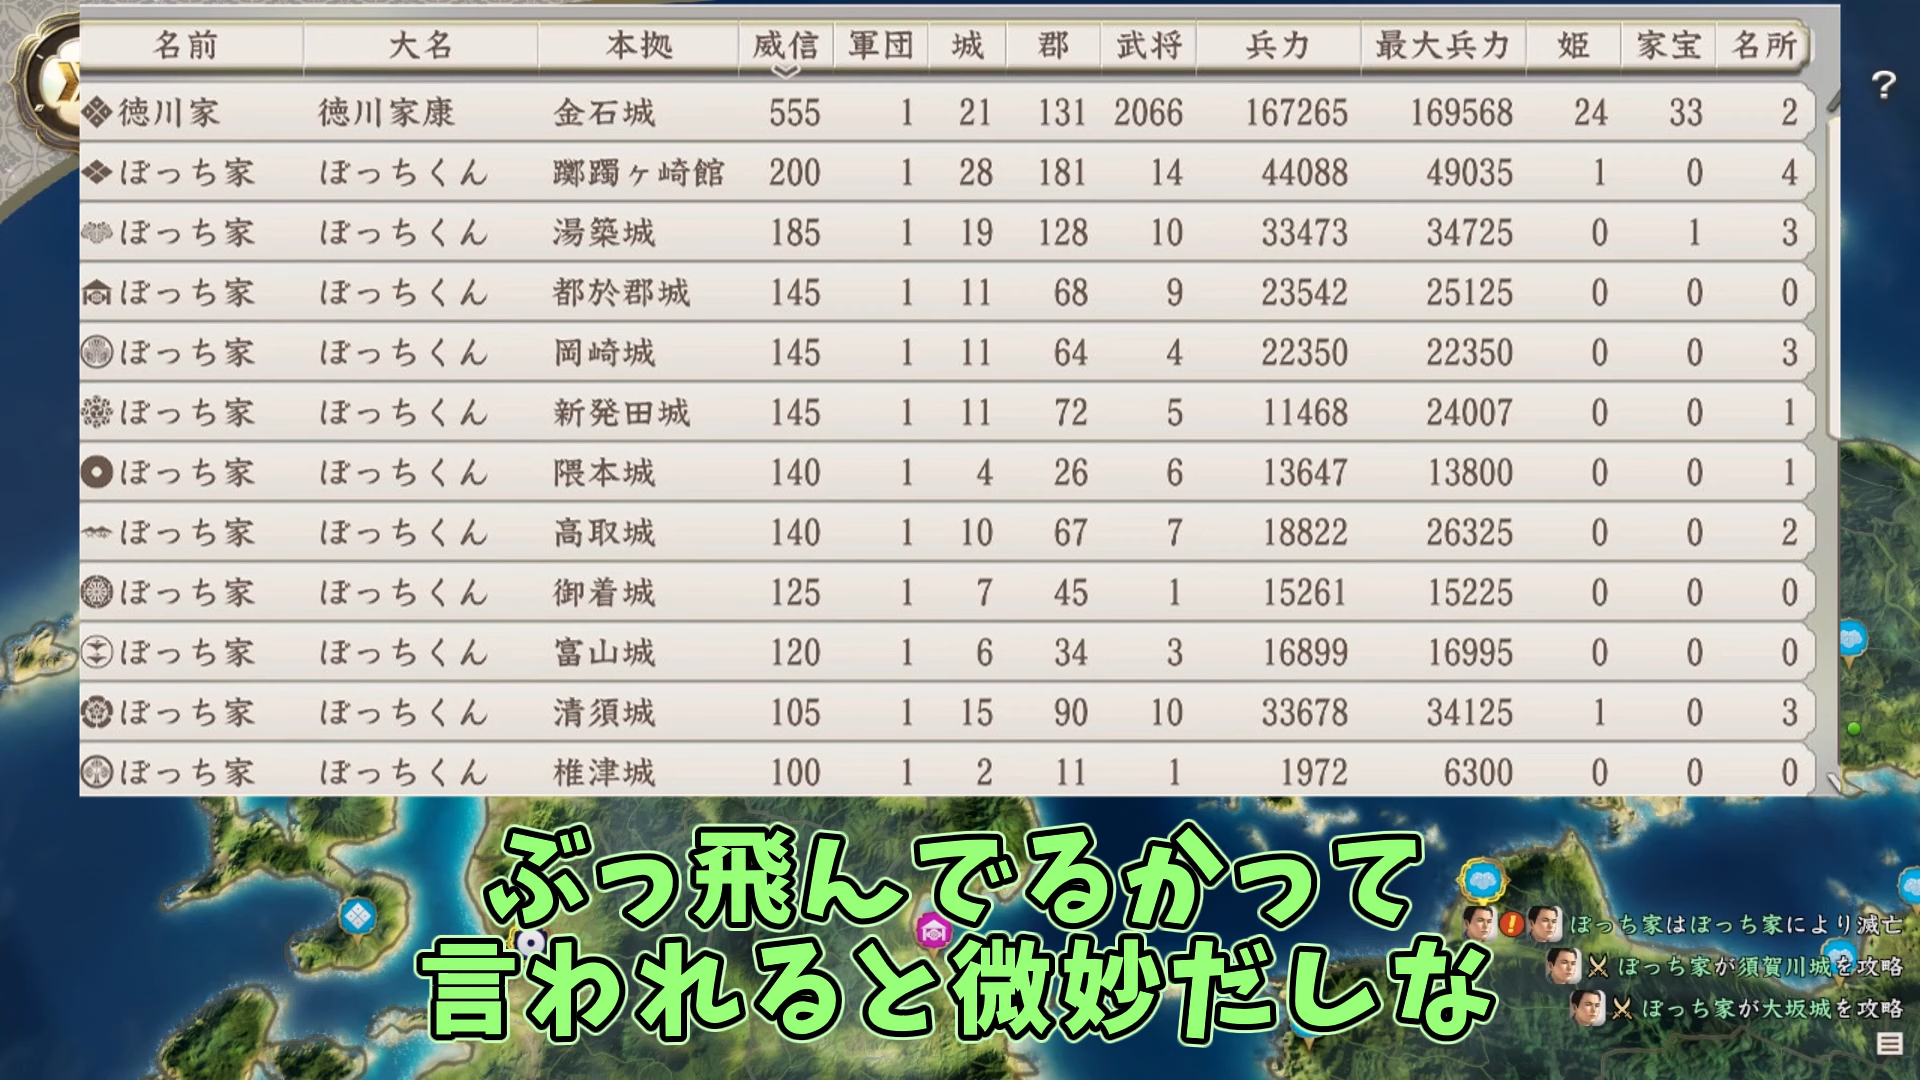 名前 大名 本拠 威信 軍団 城 郡 武将 兵力 最大兵力 姫 家宝 名所
徳川家 徳川家康 金石城 555 1 21 131 2066 167265 169568 24 33 2
ぼっち家 ぼっちくん 躑躅ヶ崎館 200 1 28 181 14 44088 49035 1 0 4
ぼっち家 ぼっちくん 湯築城 185 1 19 128 10 33473 34725 0 1 3
ぼっち家 ぼっちくん 都於郡城 145 1 11 68 9 23542 25125 0 0 0
ぼっち家 ぼっちくん 岡崎城 145 1 11 64 4 22350 22350 0 0 3
ぼっち家 ぼっちくん 新発田城 145 1 11 72 5 11468 24007 0 0 1
ぼっち家 ぼっちくん 隈本城 140 1 4 26 6 13647 13800 0 0 1
ぼっち家 ぼっちくん 高取城 140 1 10 67 7 18822 26325 0 0 2
ぼっち家 ぼっちくん 御着城 125 1 7 45 1 15261 15225 0 0 0
ぼっち家 ぼっちくん 富山城 120 1 6 34 3 16899 16995 0 0 0
ぼっち家 ぼっちくん 清須城 105 1 15 90 10 33678 34125 1 0 3
ぼっち家 ぼっちくん 椎津城 100 1 2 11 1 1972 6300 0 0 0
?
ぶっ飛んでるかって
言われると微妙だしな
ぼっち家はぼっち家により滅亡
ぼっち家が須賀川城を攻略
ぼっち家が大坂城を攻略